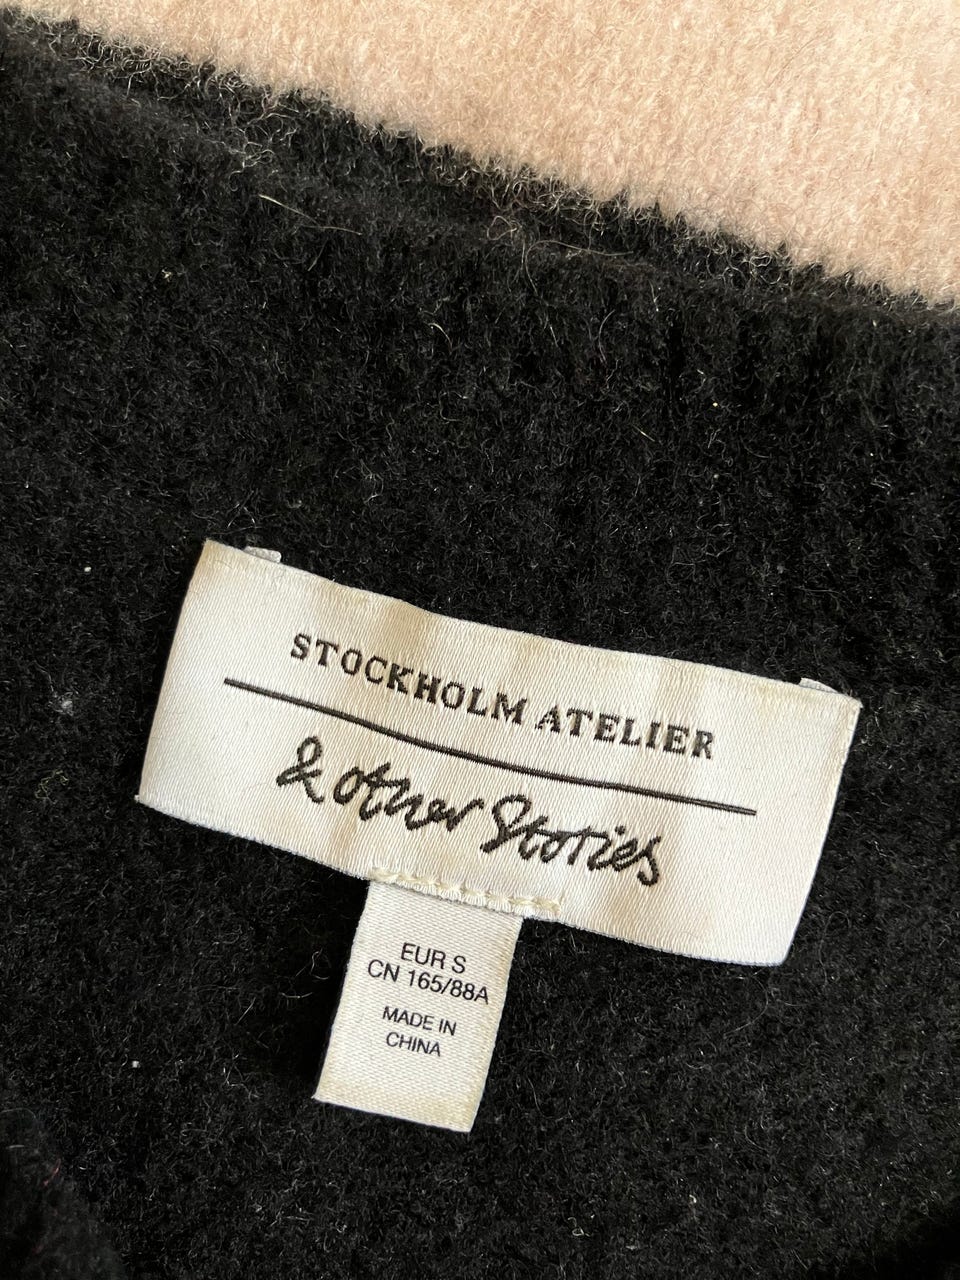 STOCKHOLM ATELIER
& other Stories
EUR S
CN 165/88A
MADE IN
CHINA